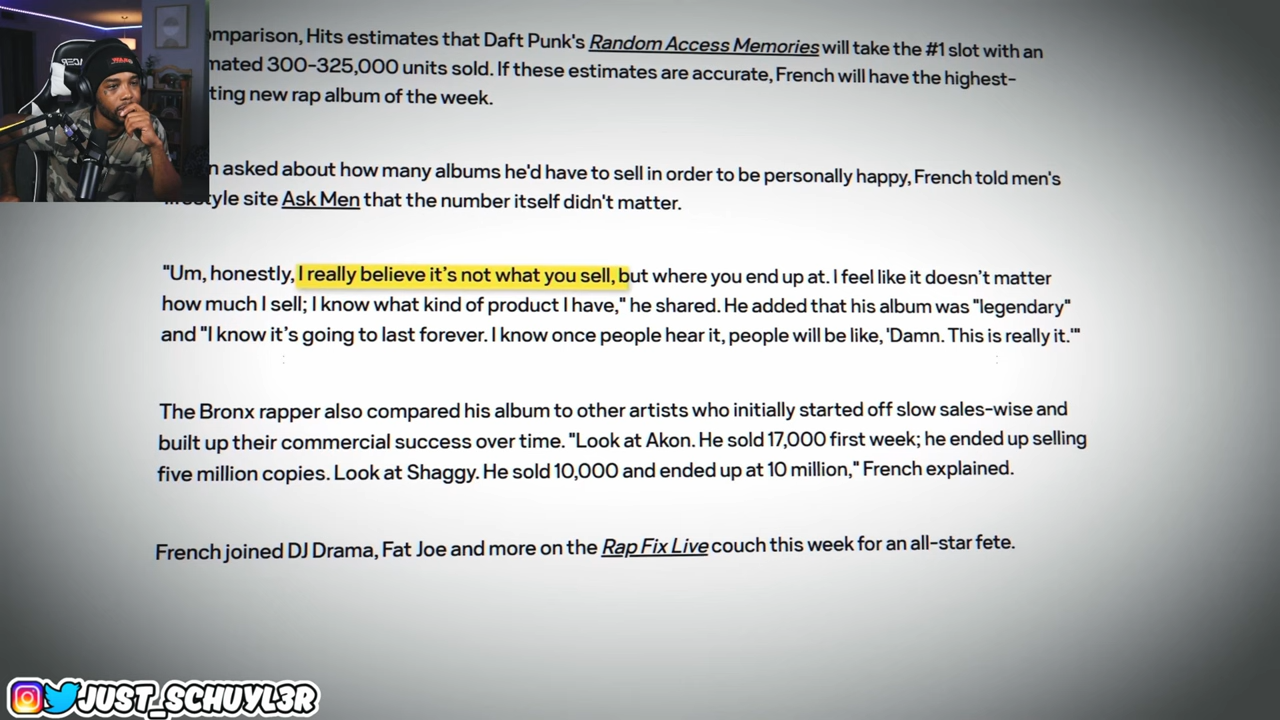 omparison, Hits estimates that Daft Punk's Random Access Memories will take the #1 slot with an
mated 300-325,000 units sold. If these estimates are accurate, French will have the highest-
ting new rap album of the week.
n asked about how many albums he'd have to sell in order to be personally happy, French told men's
lifestyle site Ask Men that the number itself didn't matter.
"Um, honestly, I really believe it's not what you sell, but where you end up at. I feel like it doesn't matter
how much I sell; I know what kind of product I have," he shared. He added that his album was "legendary"
and "I know it's going to last forever. I know once people hear it, people will be like, 'Damn. This is really it.'"
The Bronx rapper also compared his album to other artists who initially started off slow sales-wise and
built up their commercial success over time. "Look at Akon. He sold 17,000 first week; he ended up selling
five million copies. Look at Shaggy. He sold 10,000 and ended up at 10 million," French explained.
French joined DJ Drama, Fat Joe and more on the Rap Fix Live couch this week for an all-star fete.
JUST_SCHUYL3R